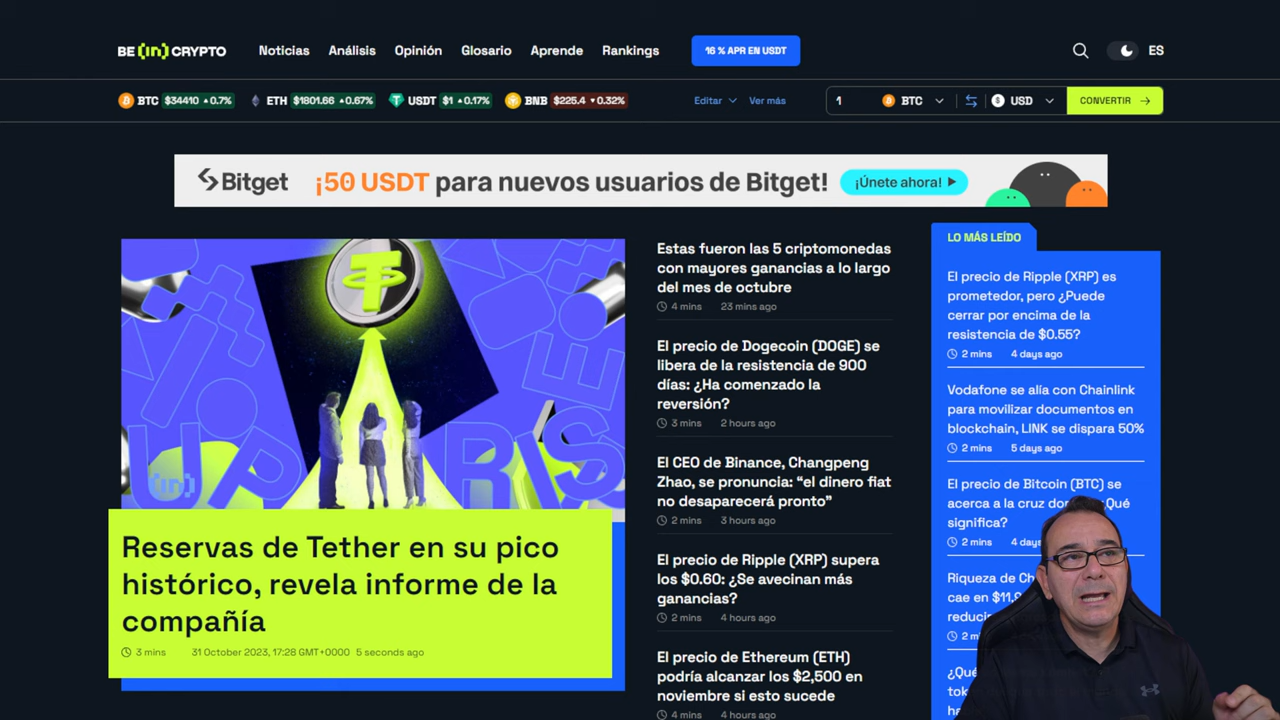 BE[in]CRYPTO
Noticias
Análisis
Opinión
Glosario
Aprende
Rankings
16 % APR EN USDT
ES
BTC $34410 ▲0.7%
ETH $1801.66 ▲0.67%
USDT $1 ▲0.17%
BNB $225.4 ▼0.32%
Editar
Ver más
1
BTC
USD
CONVERTIR →
Bitget ¡50 USDT para nuevos usuarios de Bitget! ¡Únete ahora!
UP
RIS
Reservas de Tether en su pico
histórico, revela informe de la
compañía
3 mins 31 October 2023, 17:28 GMT+0000 5 seconds ago
Estas fueron las 5 criptomonedas
con mayores ganancias a lo largo
del mes de octubre
4 mins 23 mins ago
El precio de Dogecoin (DOGE) se
libera de la resistencia de 900
días: ¿Ha comenzado la
reversión?
3 mins 2 hours ago
El CEO de Binance, Changpeng
Zhao, se pronuncia: “el dinero fiat
no desaparecerá pronto”
2 mins 3 hours ago
El precio de Ripple (XRP) supera
los $0.60: ¿Se avecinan más
ganancias?
2 mins 4 hours ago
El precio de Ethereum (ETH)
podría alcanzar los $2,500 en
noviembre si esto sucede
4 mins 4 hours ago
LO MÁS LEÍDO
El precio de Ripple (XRP) es
prometedor, pero ¿Puede
cerrar por encima de la
resistencia de $0.55?
2 mins 4 days ago
Vodafone se alía con Chainlink
para movilizar documentos en
blockchain, LINK se dispara 50%
2 mins 5 days ago
El precio de Bitcoin (BTC) se
acerca a la cruz Qué
significa?
2 mins 4 days
Riqueza de
cae en
2